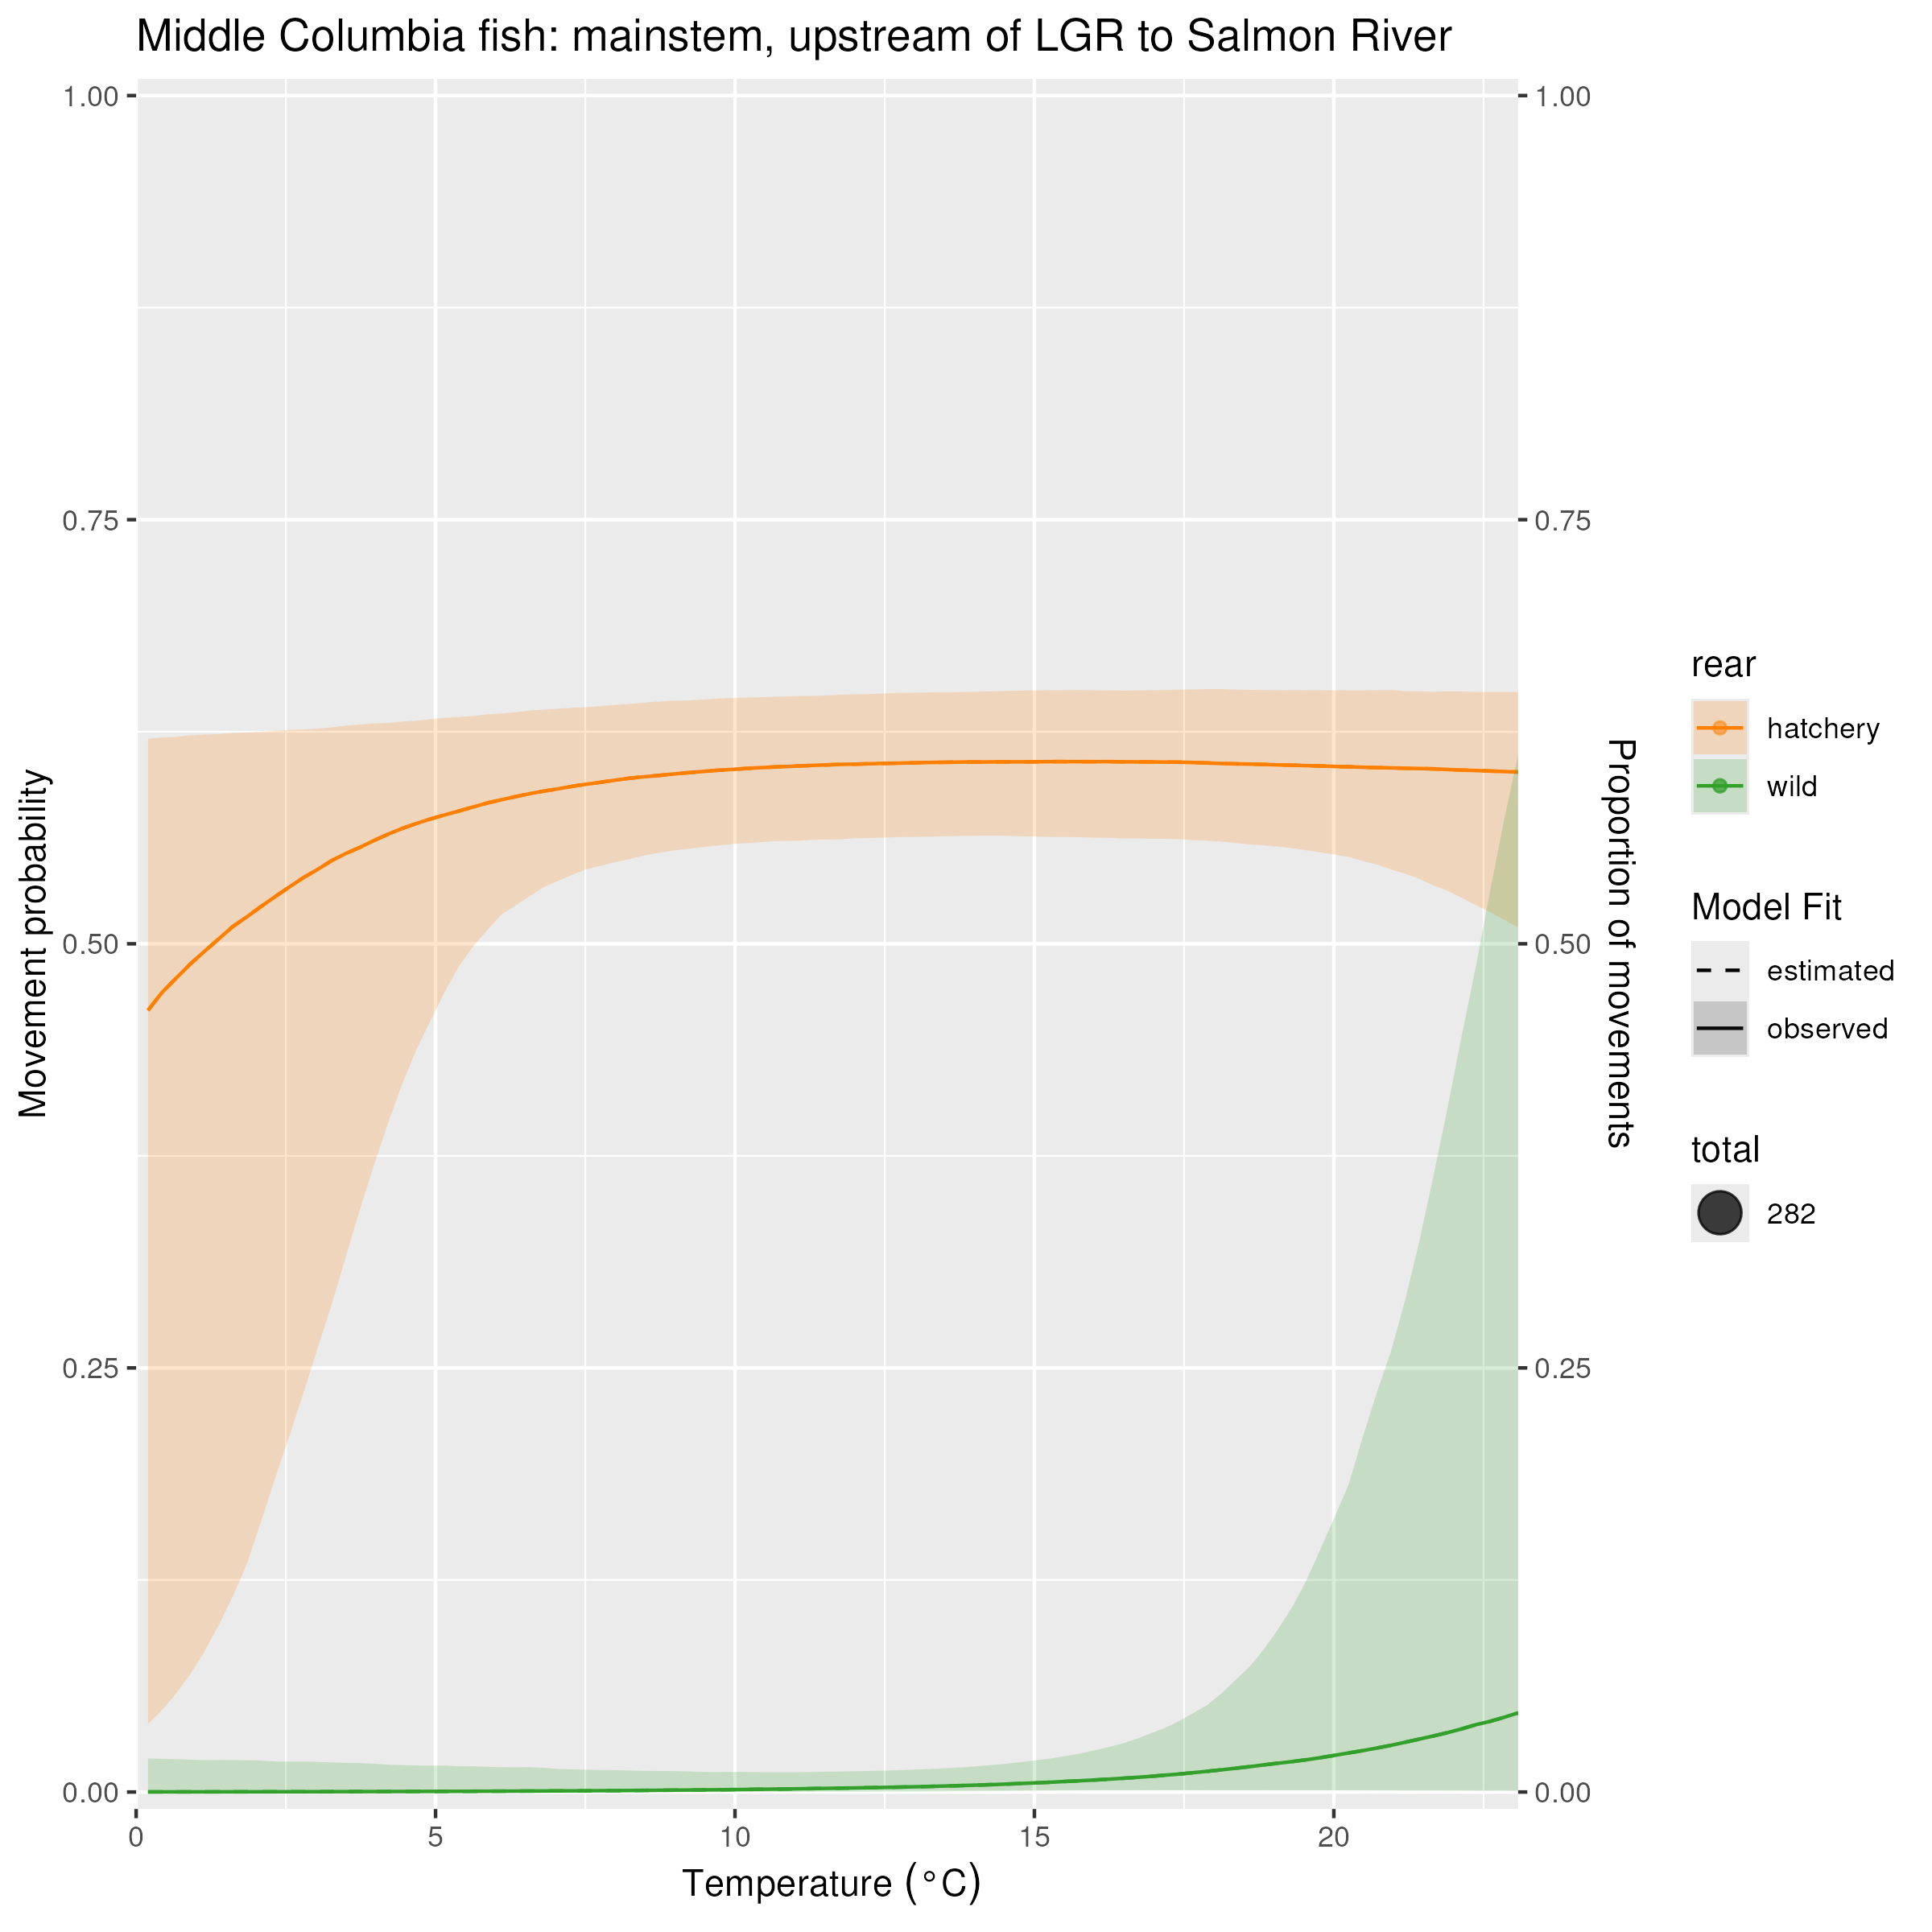 Middle Columbia fish: mainstem, upstream of LGR to Salmon River
Movement probability
1.00
0.75
0.50
0.25
0.00
1.00
0.75
0.50
0.25
0.00
Proportion of movements
0
5
10
15
20
Temperature (°C)
rear
hatchery
wild
Model Fit
estimated
observed
total
282